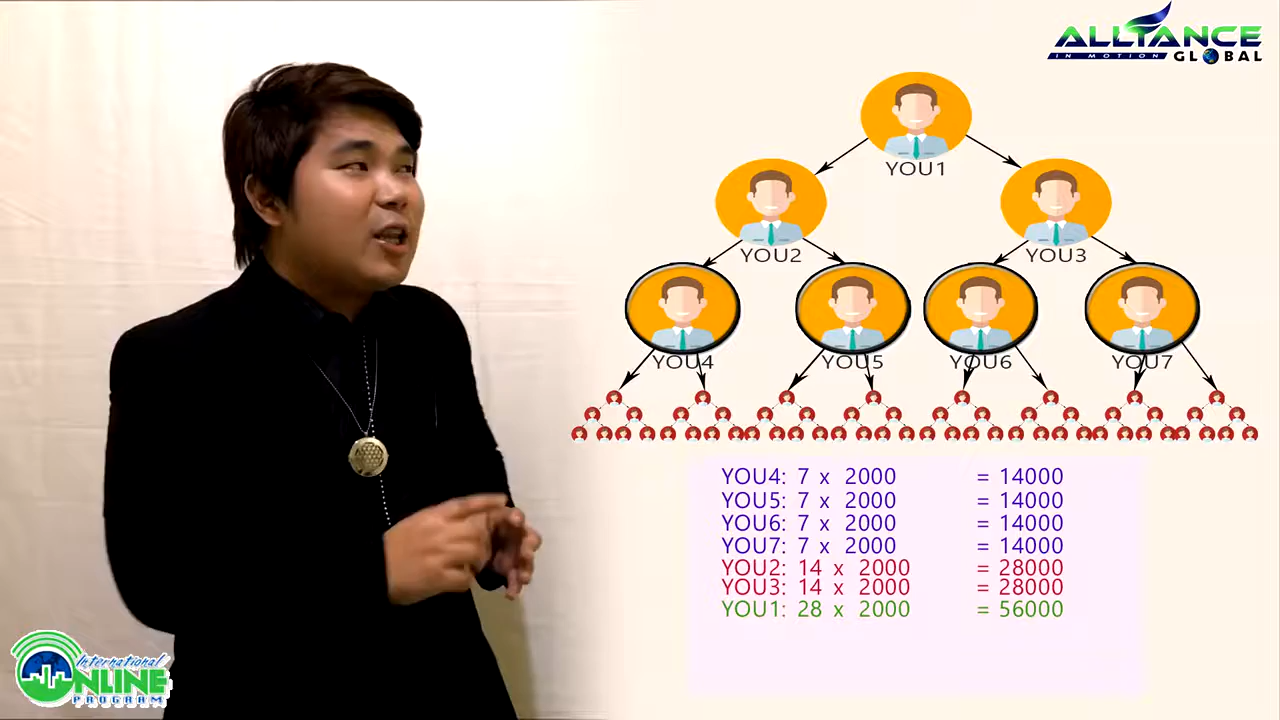 ALLIANCE
IN MOTION GLOBAL
YOU1
YOU2
YOU3
YOU4
YOU5
YOU6
YOU7
YOU4: 7 x 2000 = 14000
YOU5: 7 x 2000 = 14000
YOU6: 7 x 2000 = 14000
YOU7: 7 x 2000 = 14000
YOU2: 14 x 2000 = 28000
YOU3: 14 x 2000 = 28000
YOU1: 28 x 2000 = 56000
International
ONLINE
PROGRAM